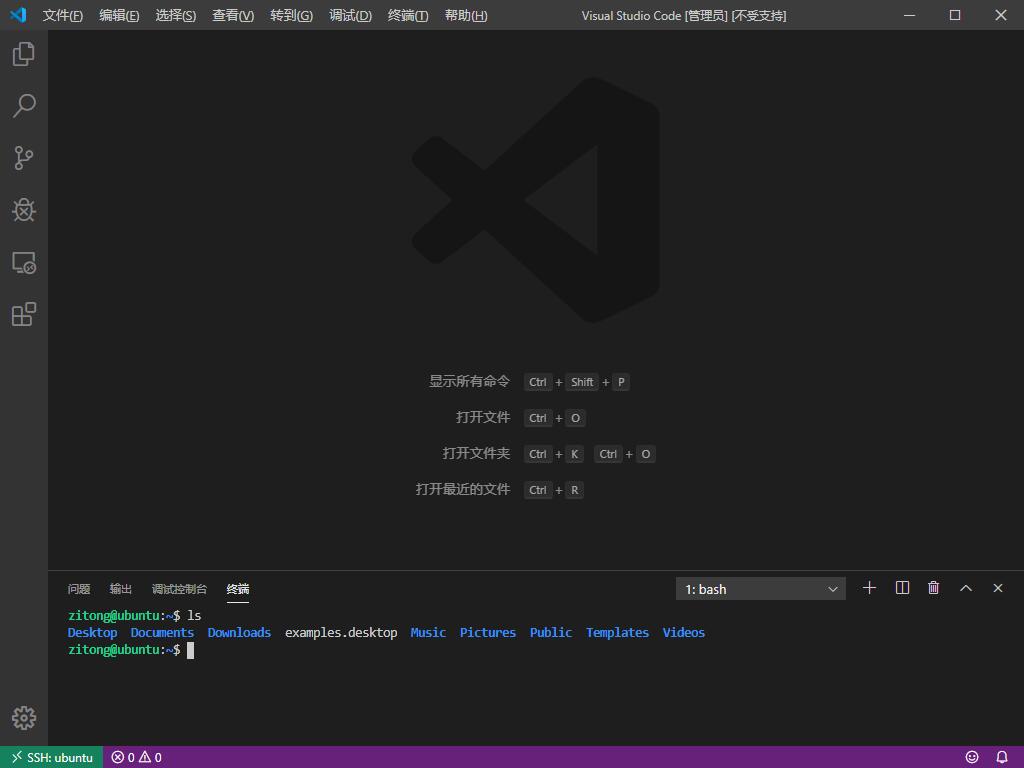 文件(F) 编辑(E) 选择(S) 查看(V) 转到(G) 调试(D) 终端(T) 帮助(H) Visual Studio Code [管理员] [不受支持]
显示所有命令 Ctrl + Shift + P
打开文件 Ctrl + O
打开文件夹 Ctrl + K Ctrl + O
打开最近的文件 Ctrl + R
问题 输出 调试控制台 终端 1: bash
zitong@ubuntu:~$ ls
Desktop Documents Downloads examples.desktop Music Pictures Public Templates Videos
zitong@ubuntu:~$
SSH: ubuntu 0 0